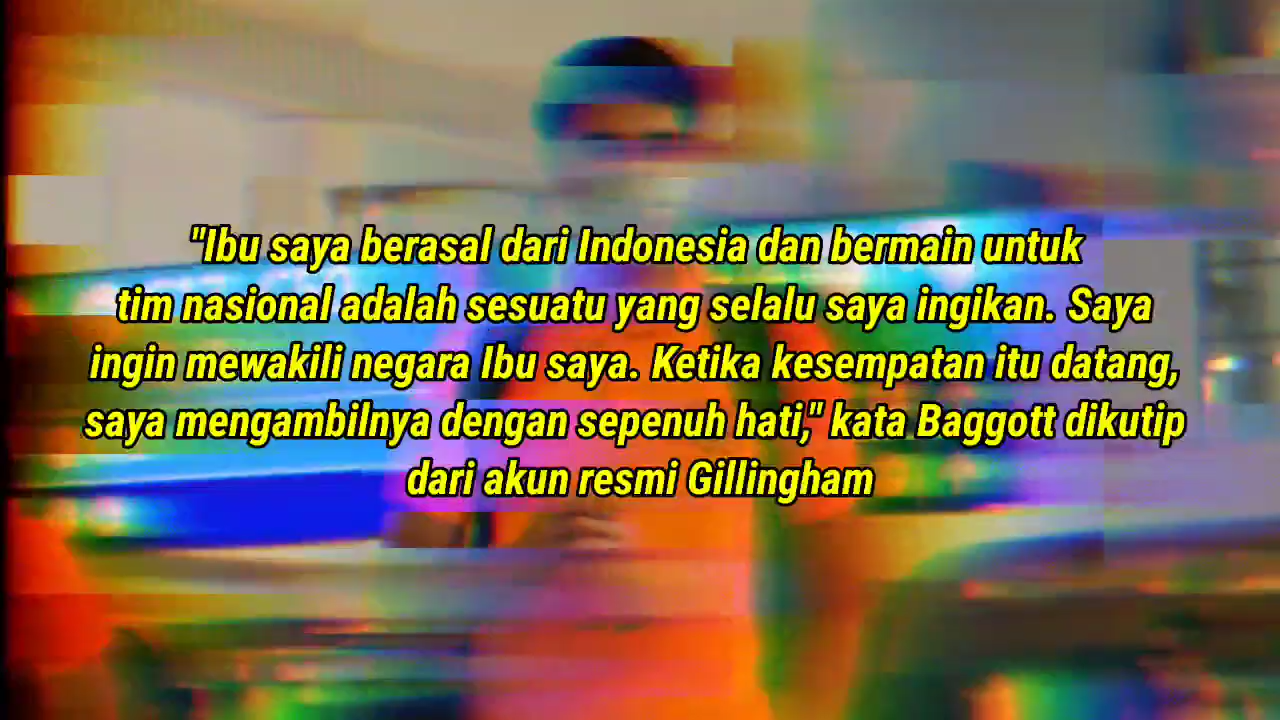 "Ibu saya berasal dari Indonesia dan bermain untuk
tim nasional adalah sesuatu yang selalu saya ingikan. Saya
ingin mewakili negara Ibu saya. Ketika kesempatan itu datang,
saya mengambilnya dengan sepenuh hati," kata Baggott dikutip
dari akun resmi Gillingham